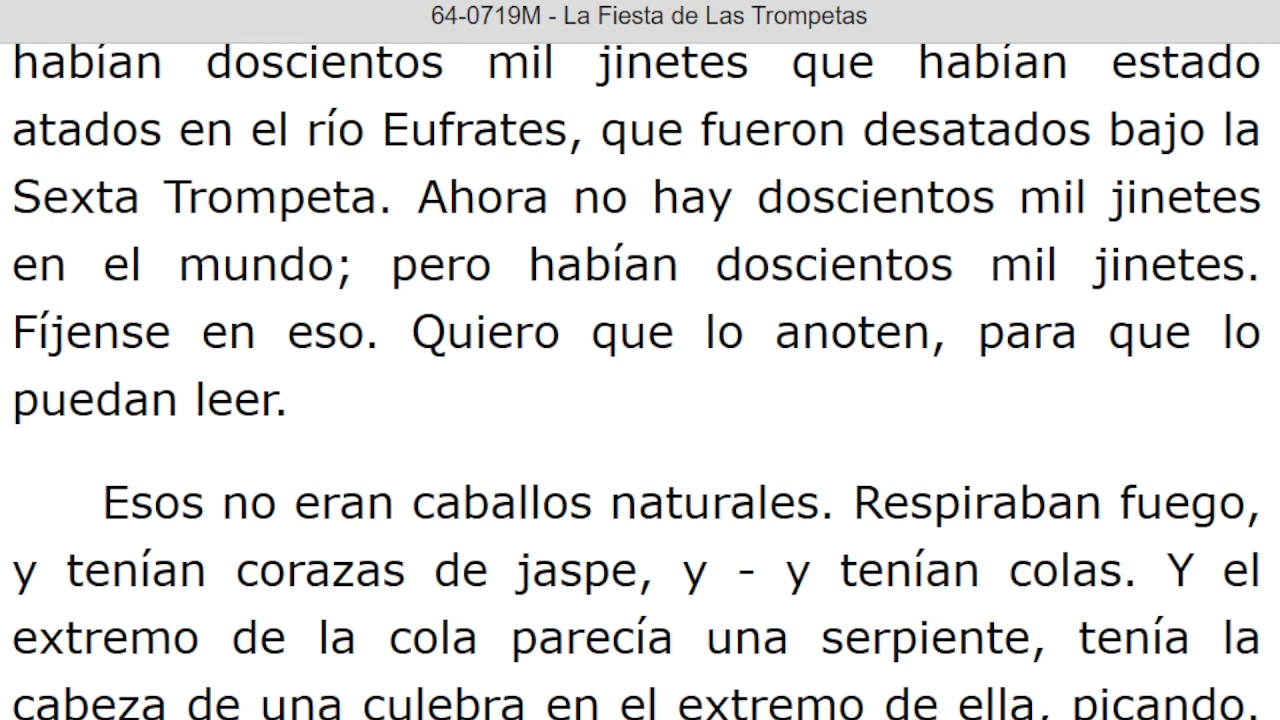 64-0719M - La Fiesta de Las Trompetas
habían doscientos mil jinetes que habían estado
atados en el río Eufrates, que fueron desatados bajo la
Sexta Trompeta. Ahora no hay doscientos mil jinetes
en el mundo; pero habían doscientos mil jinetes.
Fíjense en eso. Quiero que lo anoten, para que lo
puedan leer.
Esos no eran caballos naturales. Respiraban fuego,
y tenían corazas de jaspe, y - y tenían colas. Y el
extremo de la cola parecía una serpiente, tenía la
cabeza de una culebra en el extremo de ella, picando.